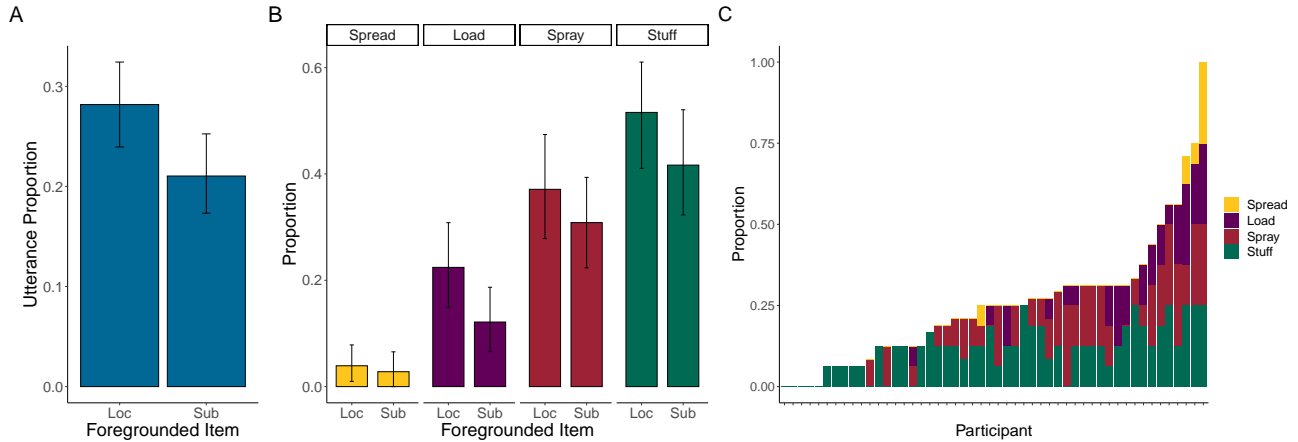 A
Utterance Proportion
0.3
0.2
0.1
0.0
Loc Sub
Foregrounded Item
B
Spread Load Spray Stuff
Proportion
0.6
0.4
0.2
0.0
Loc Sub Loc Sub Loc Sub Loc Sub
Foregrounded Item
C
Proportion
1.00
0.75
0.50
0.25
0.00
Participant
Spread
Load
Spray
Stuff